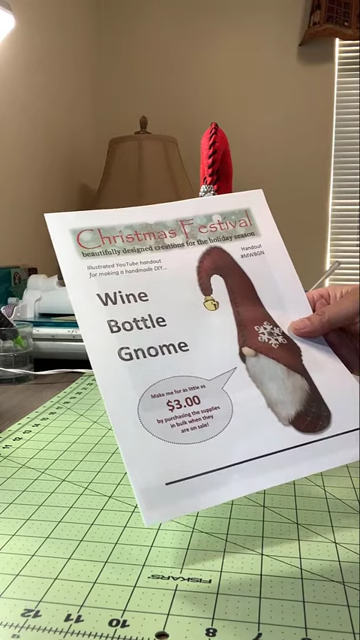 Christmas Festival
beautifully designed creations for the holiday season
Illustrated YouTube handout
for making a handmade DIY...
Handout
#MWBGN
Wine
Bottle
Gnome
Make me for as little as
$3.00
by purchasing the supplies
in bulk when they
are on sale!
FISKARS
12
11
10
8